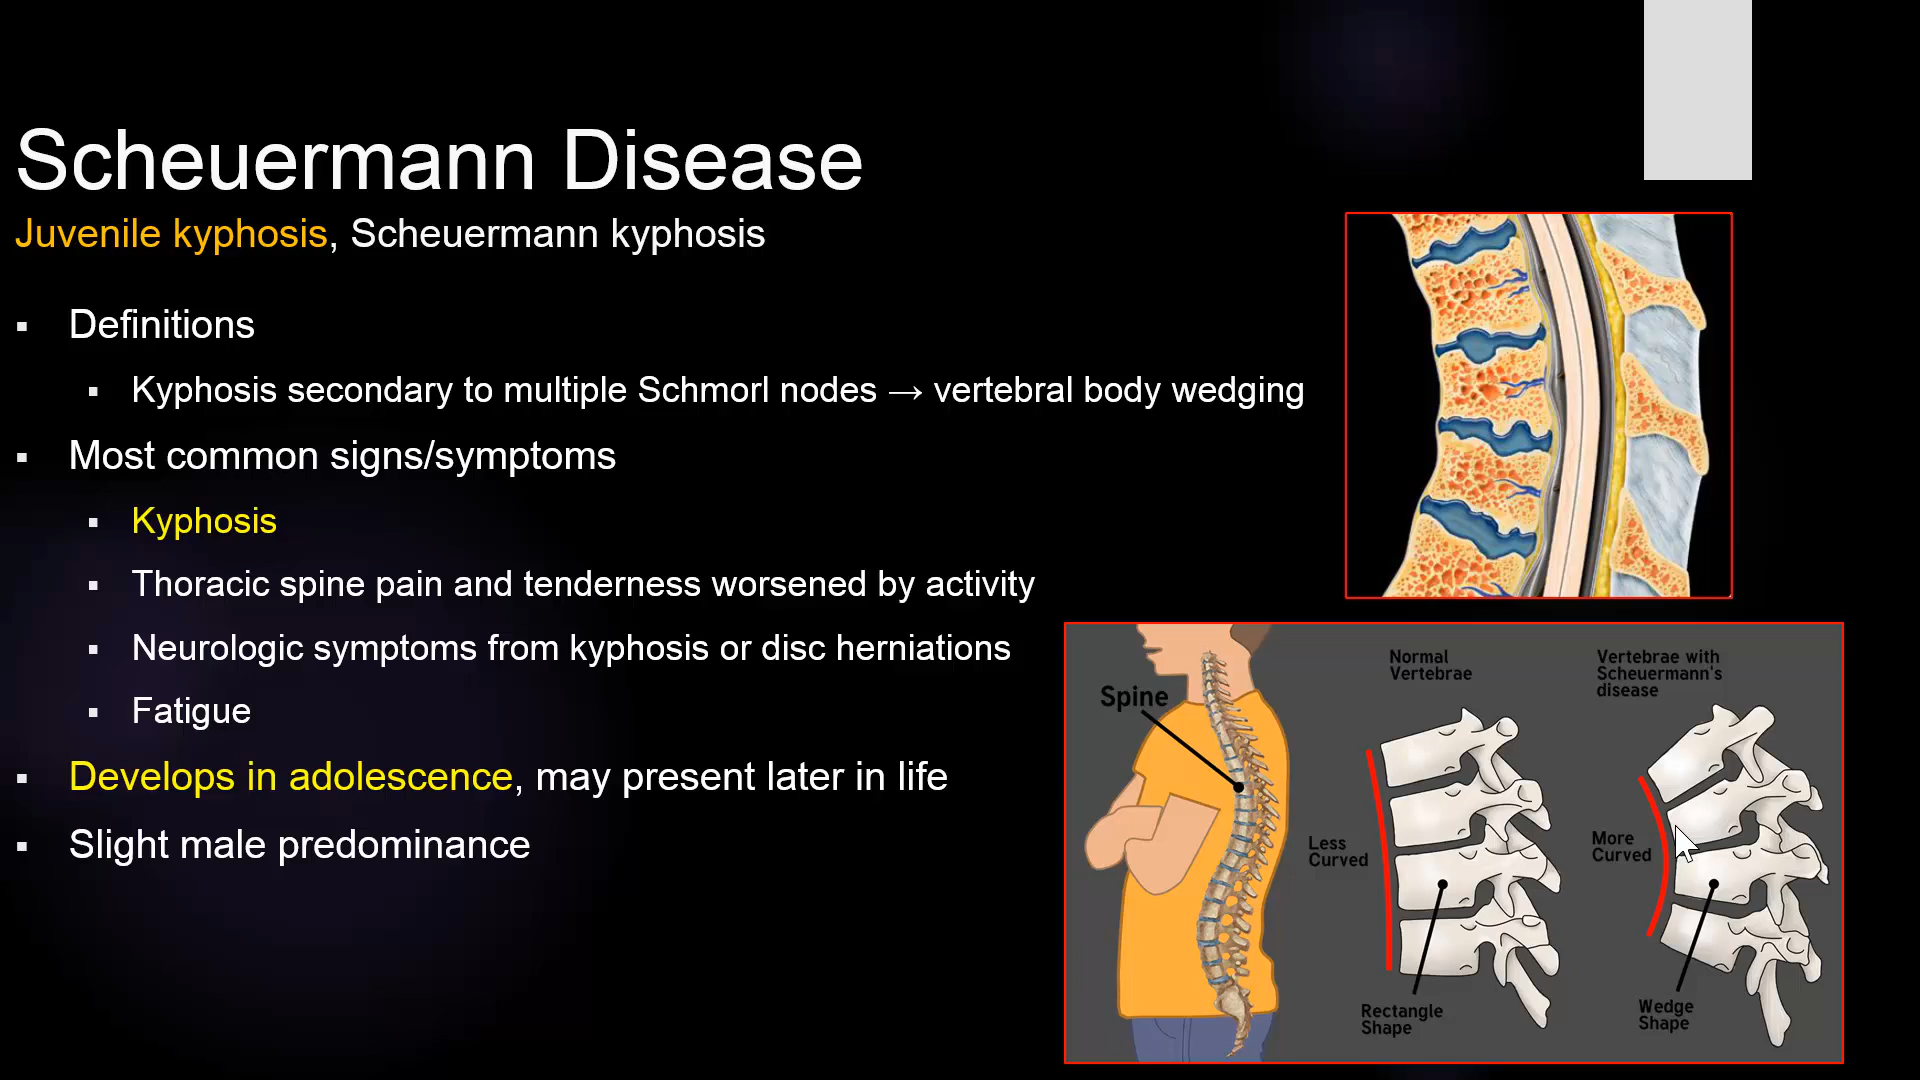 Scheuermann Disease
Juvenile kyphosis, Scheuermann kyphosis
▪ Definitions
▪ Kyphosis secondary to multiple Schmorl nodes → vertebral body wedging
▪ Most common signs/symptoms
▪ Kyphosis
▪ Thoracic spine pain and tenderness worsened by activity
▪ Neurologic symptoms from kyphosis or disc herniations
▪ Fatigue
▪ Develops in adolescence, may present later in life
▪ Slight male predominance
Spine
Normal
Vertebrae
Less
Curved
Rectangle
Shape
Vertebrae with
Scheuermann's
disease
More
Curved
Wedge
Shape